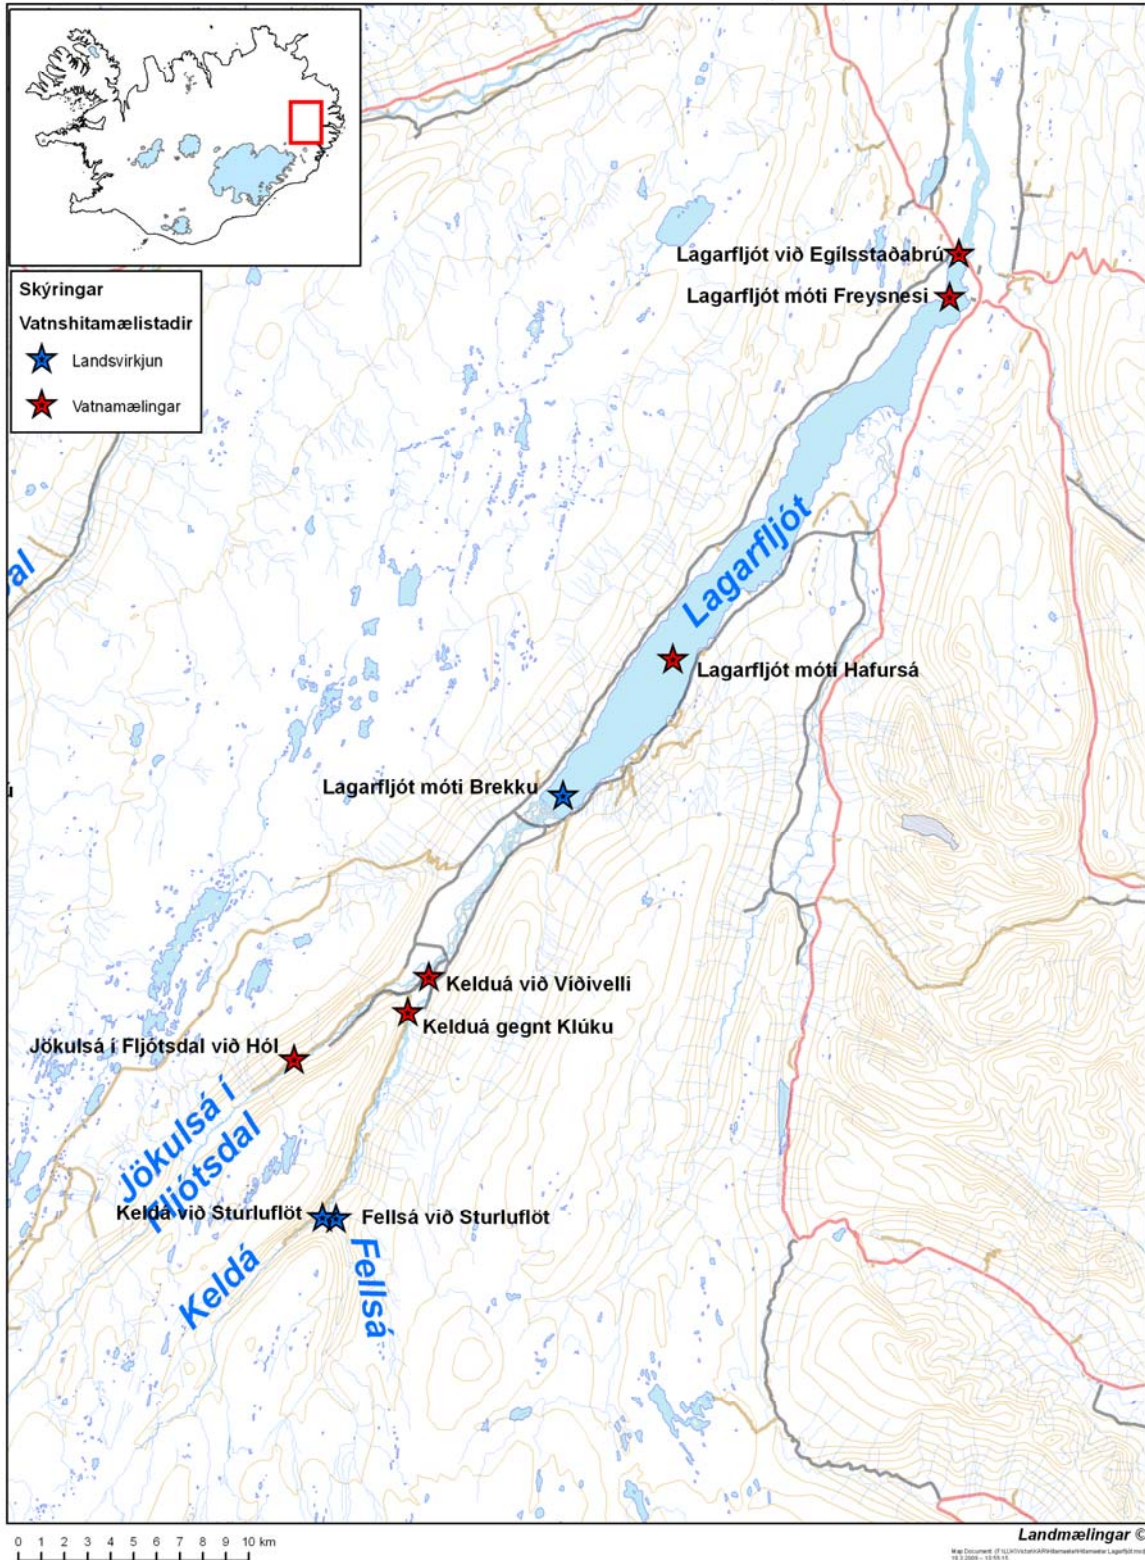 Skýringar
Vatnshitamælistadir
Landsvirkjun
Vatnamælingar
Lagarfljót við Egilsstaðabrú
Lagarfljót móti Freysnesi
Lagarfljót
Lagarfljót móti Hafursá
Lagarfljót móti Brekku
Kelduá við Víðivelli
Kelduá gegnt Klúku
Jökulsá í Fljótsdal við Hól
Jökulsá í
Fljótsdal
Keldá við Sturluflöt
Fellsá við Sturluflöt
Keldá
Fellsá
0 1 2 3 4 5 6 7 8 9 10 km
Landmælingar ©